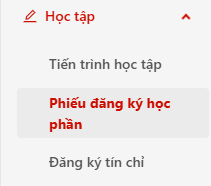 Học tập
Tiến trình học tập
Phiếu đăng ký học
phần
Đăng ký tín chỉ